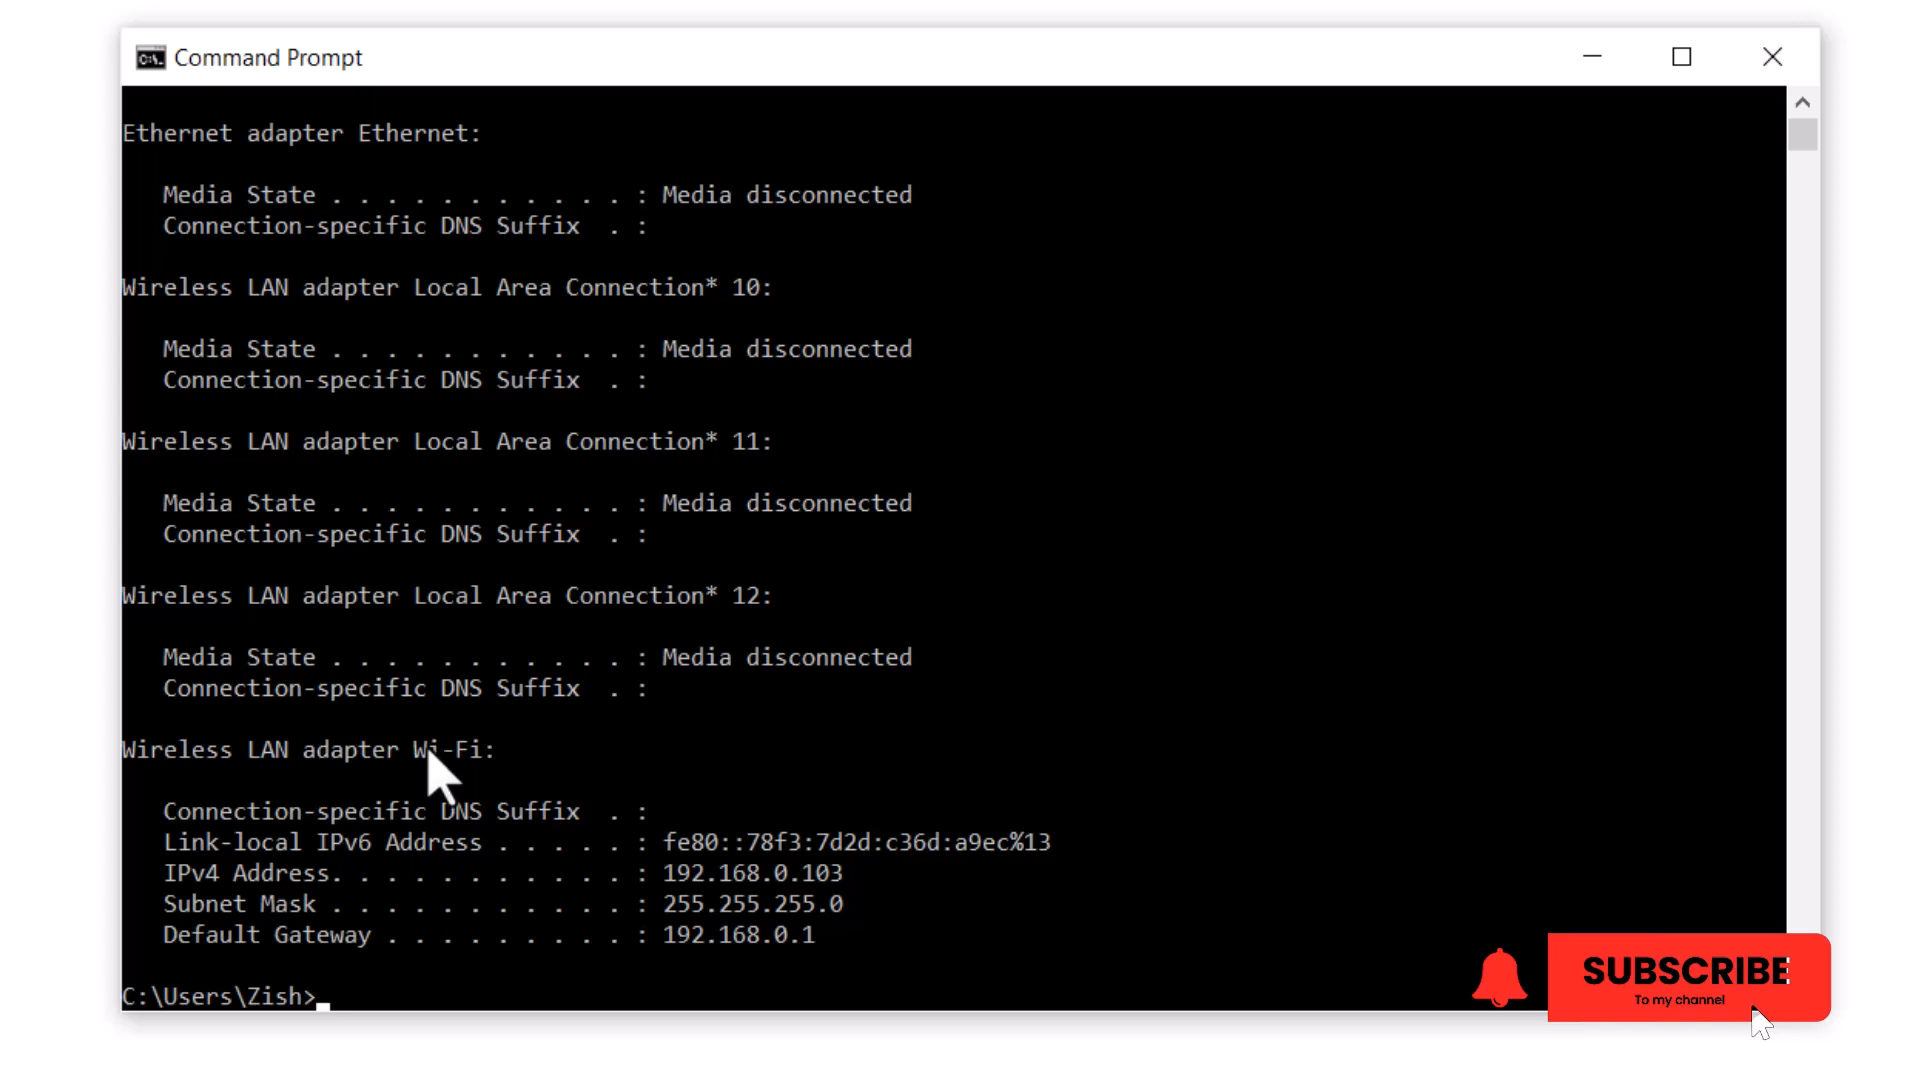 Command Prompt
Ethernet adapter Ethernet:
Media State . . . . . . . . . . . : Media disconnected
Connection-specific DNS Suffix  . :
Wireless LAN adapter Local Area Connection* 10:
Media State . . . . . . . . . . . : Media disconnected
Connection-specific DNS Suffix  . :
Wireless LAN adapter Local Area Connection* 11:
Media State . . . . . . . . . . . : Media disconnected
Connection-specific DNS Suffix  . :
Wireless LAN adapter Local Area Connection* 12:
Media State . . . . . . . . . . . : Media disconnected
Connection-specific DNS Suffix  . :
Wireless LAN adapter Wi-Fi:
Connection-specific DNS Suffix  . :
Link-local IPv6 Address . . . . . : fe80::78f3:7d2d:c36d:a9ec%13
IPv4 Address. . . . . . . . . . . : 192.168.0.103
Subnet Mask . . . . . . . . . . . : 255.255.255.0
Default Gateway . . . . . . . . . : 192.168.0.1
C:\Users\Zish>
SUBSCRIBE
To my channel